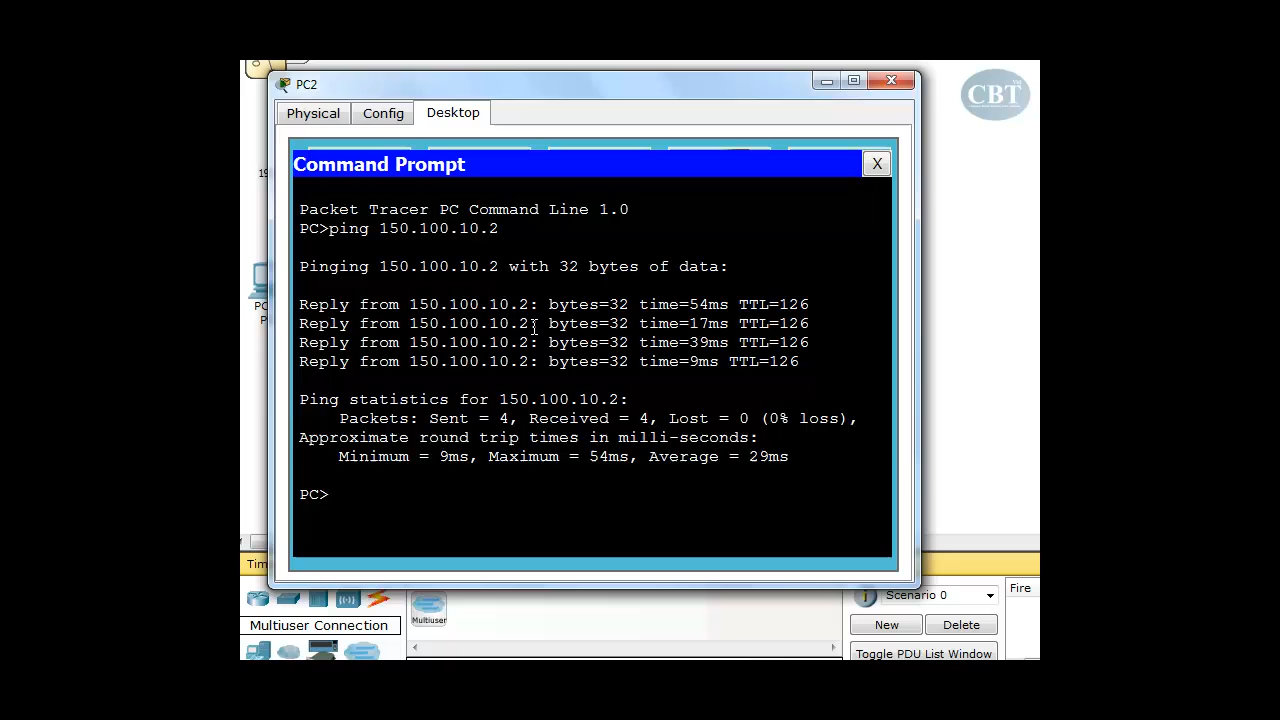 PC2
CBT
Physical
Config
Desktop
Command Prompt
X
Packet Tracer PC Command Line 1.0
PC>ping 150.100.10.2
Pinging 150.100.10.2 with 32 bytes of data:
Reply from 150.100.10.2: bytes=32 time=54ms TTL=126
Reply from 150.100.10.2: bytes=32 time=17ms TTL=126
Reply from 150.100.10.2: bytes=32 time=39ms TTL=126
Reply from 150.100.10.2: bytes=32 time=9ms TTL=126
Ping statistics for 150.100.10.2:
Packets: Sent = 4, Received = 4, Lost = 0 (0% loss),
Approximate round trip times in milli-seconds:
Minimum = 9ms, Maximum = 54ms, Average = 29ms
PC>
19
PC
P
Tim
Multiuser Connection
Multiuser
Scenario 0
Fire
New
Delete
Toggle PDU List Window